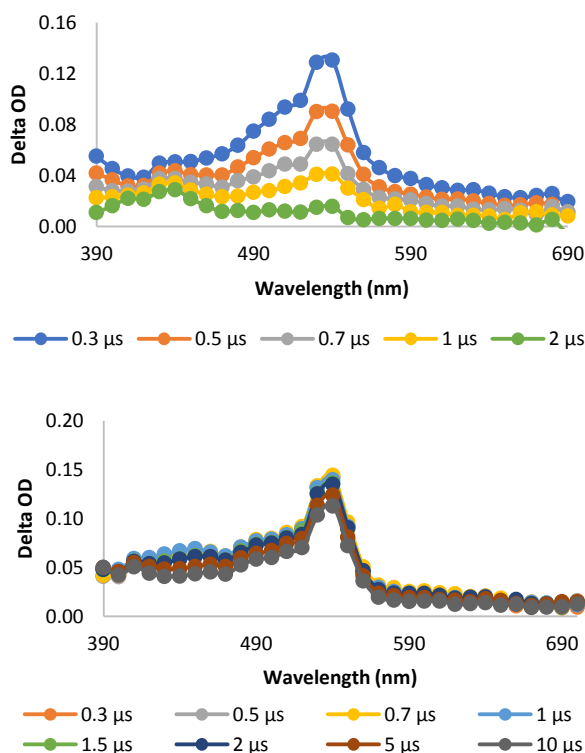 0.16
0.12
0.08
0.04
0.00
Delta OD
390 490 590 690
Wavelength (nm)
0.3 µs 0.5 µs 0.7 µs 1 µs 2 µs
0.20
0.15
0.10
0.05
0.00
Delta OD
390 490 590 690
Wavelength (nm)
0.3 µs 0.5 µs 0.7 µs 1 µs
1.5 µs 2 µs 5 µs 10 µs